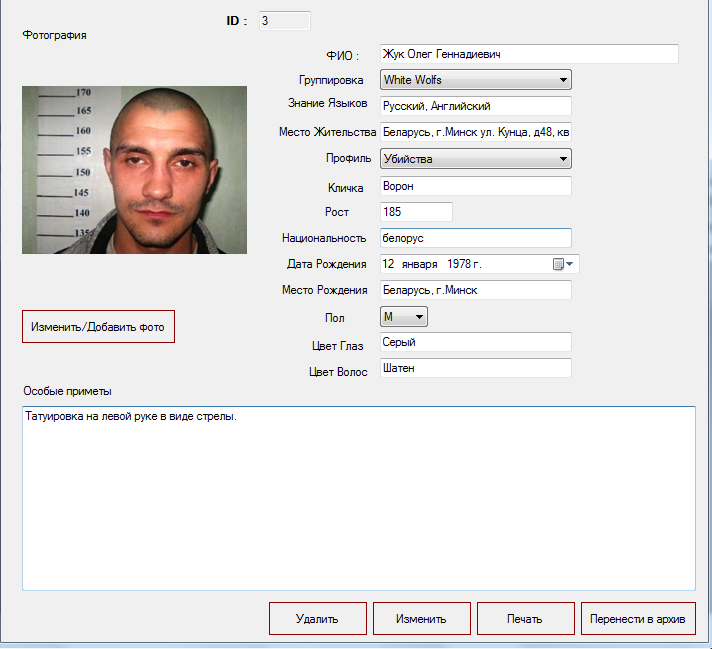 ID : 3
Фотография
ФИО : Жук Олег Геннадиевич
Группировка White Wolfs
170
Знание Языков Русский, Английский
165
160
Место Жительства Беларусь, г.Минск ул. Кунца, д48, кв
155
Профиль Убийства
150
Кличка Ворон
145
Рост 185
140
135
Национальность белорус
Дата Рождения 12 января 1978 г.
Место Рождения Беларусь, г.Минск
Изменить/Добавить фото
Пол М
Цвет Глаз Серый
Цвет Волос Шатен
Особые приметы
Татуировка на левой руке в виде стрелы.
Удалить Изменить Печать Перенести в архив